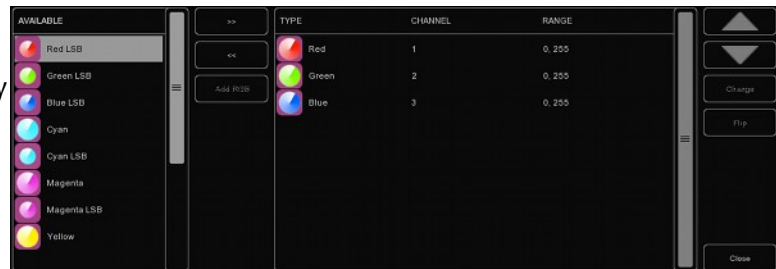 AVAILABLE
Red LSB
Green LSB
Blue LSB
Cyan
Cyan LSB
Magenta
Magenta LSB
Yellow
>>
<<
Add RGB
TYPE CHANNEL RANGE
Red 1 0, 255
Green 2 0, 255
Blue 3 0, 255
Change
Flip
Close
y